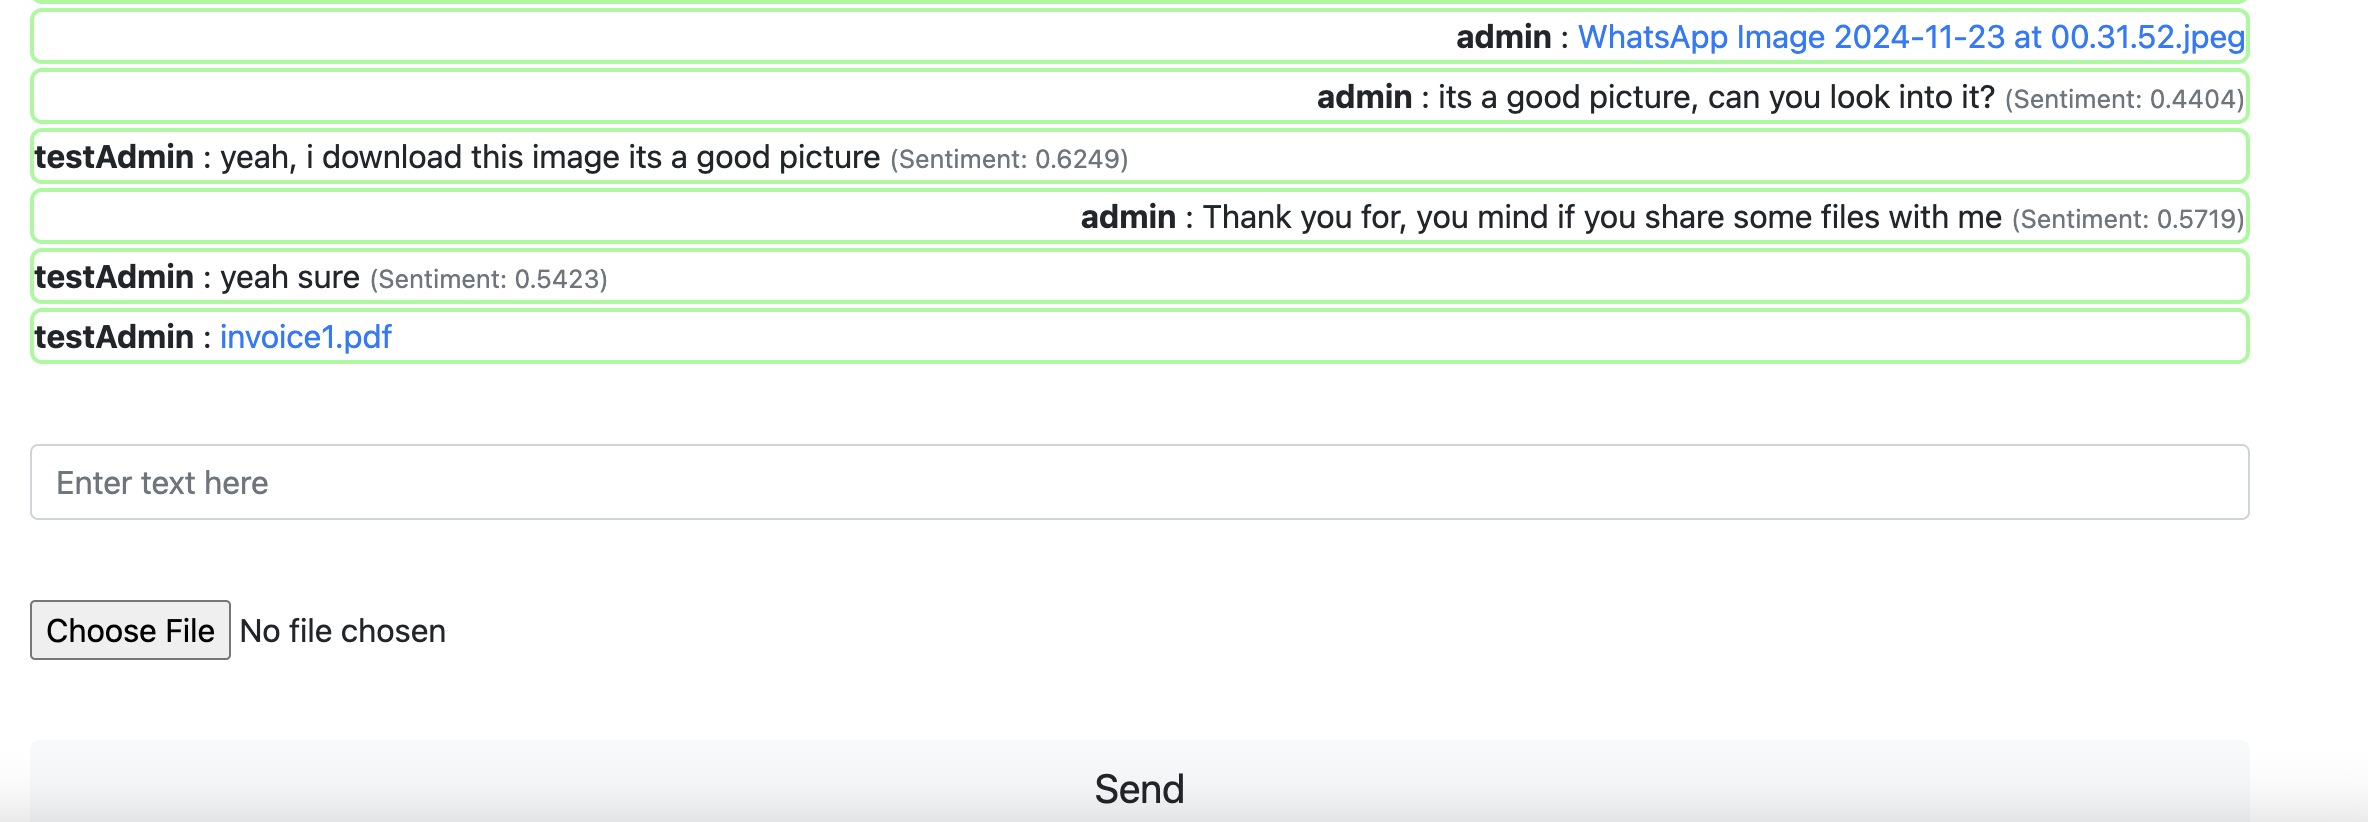 admin : WhatsApp Image 2024-11-23 at 00.31.52.jpeg
admin : its a good picture, can you look into it? (Sentiment: 0.4404)
testAdmin : yeah, i download this image its a good picture (Sentiment: 0.6249)
admin : Thank you for, you mind if you share some files with me (Sentiment: 0.5719)
testAdmin : yeah sure (Sentiment: 0.5423)
testAdmin : invoice1.pdf
Enter text here
Choose File No file chosen
Send